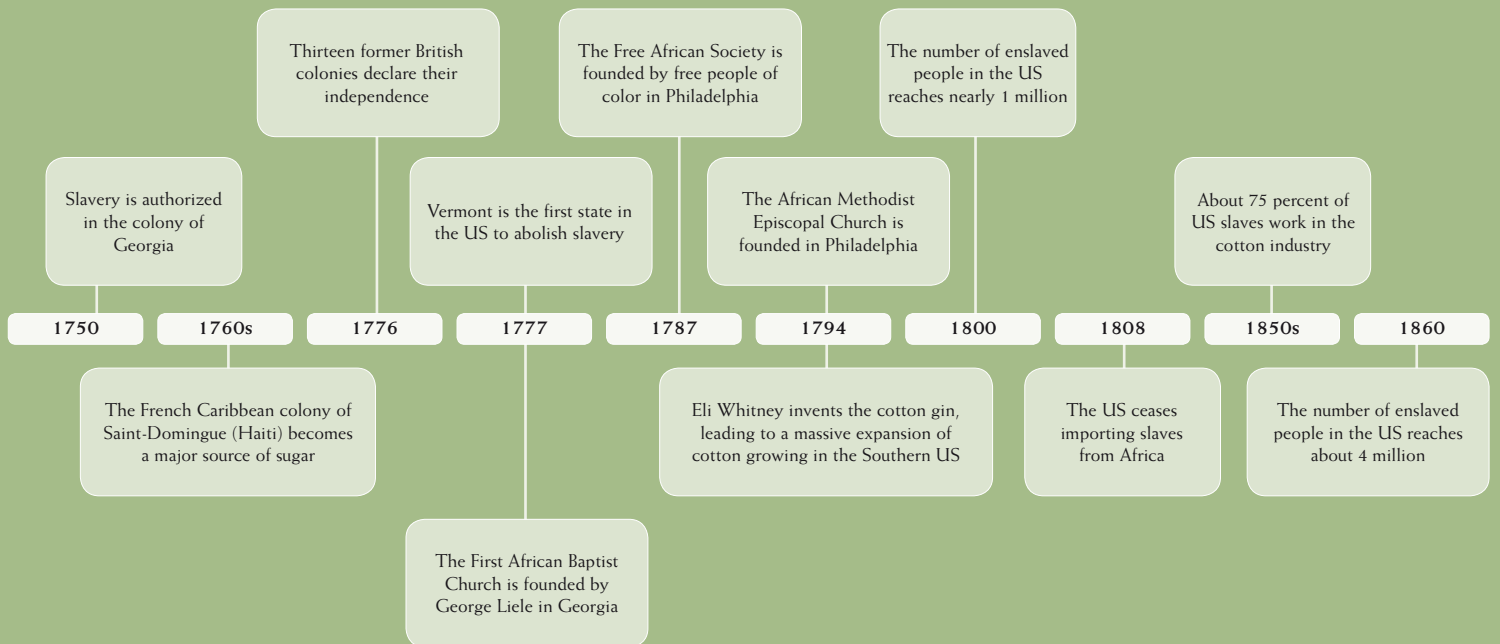 Thirteen former British
colonies declare their
independence
The Free African Society is
founded by free people of
color in Philadelphia
The number of enslaved
people in the US
reaches nearly 1 million
Slavery is authorized
in the colony of
Georgia
Vermont is the first state in
the US to abolish slavery
The African Methodist
Episcopal Church is
founded in Philadelphia
About 75 percent of
US slaves work in the
cotton industry
1750
1760s
1776
1777
1787
1794
1800
1808
1850s
1860
The French Caribbean colony of
Saint-Domingue (Haiti) becomes
a major source of sugar
Eli Whitney invents the cotton gin,
leading to a massive expansion of
cotton growing in the Southern US
The US ceases
importing slaves
from Africa
The number of enslaved
people in the US reaches
about 4 million
The First African Baptist
Church is founded by
George Liele in Georgia